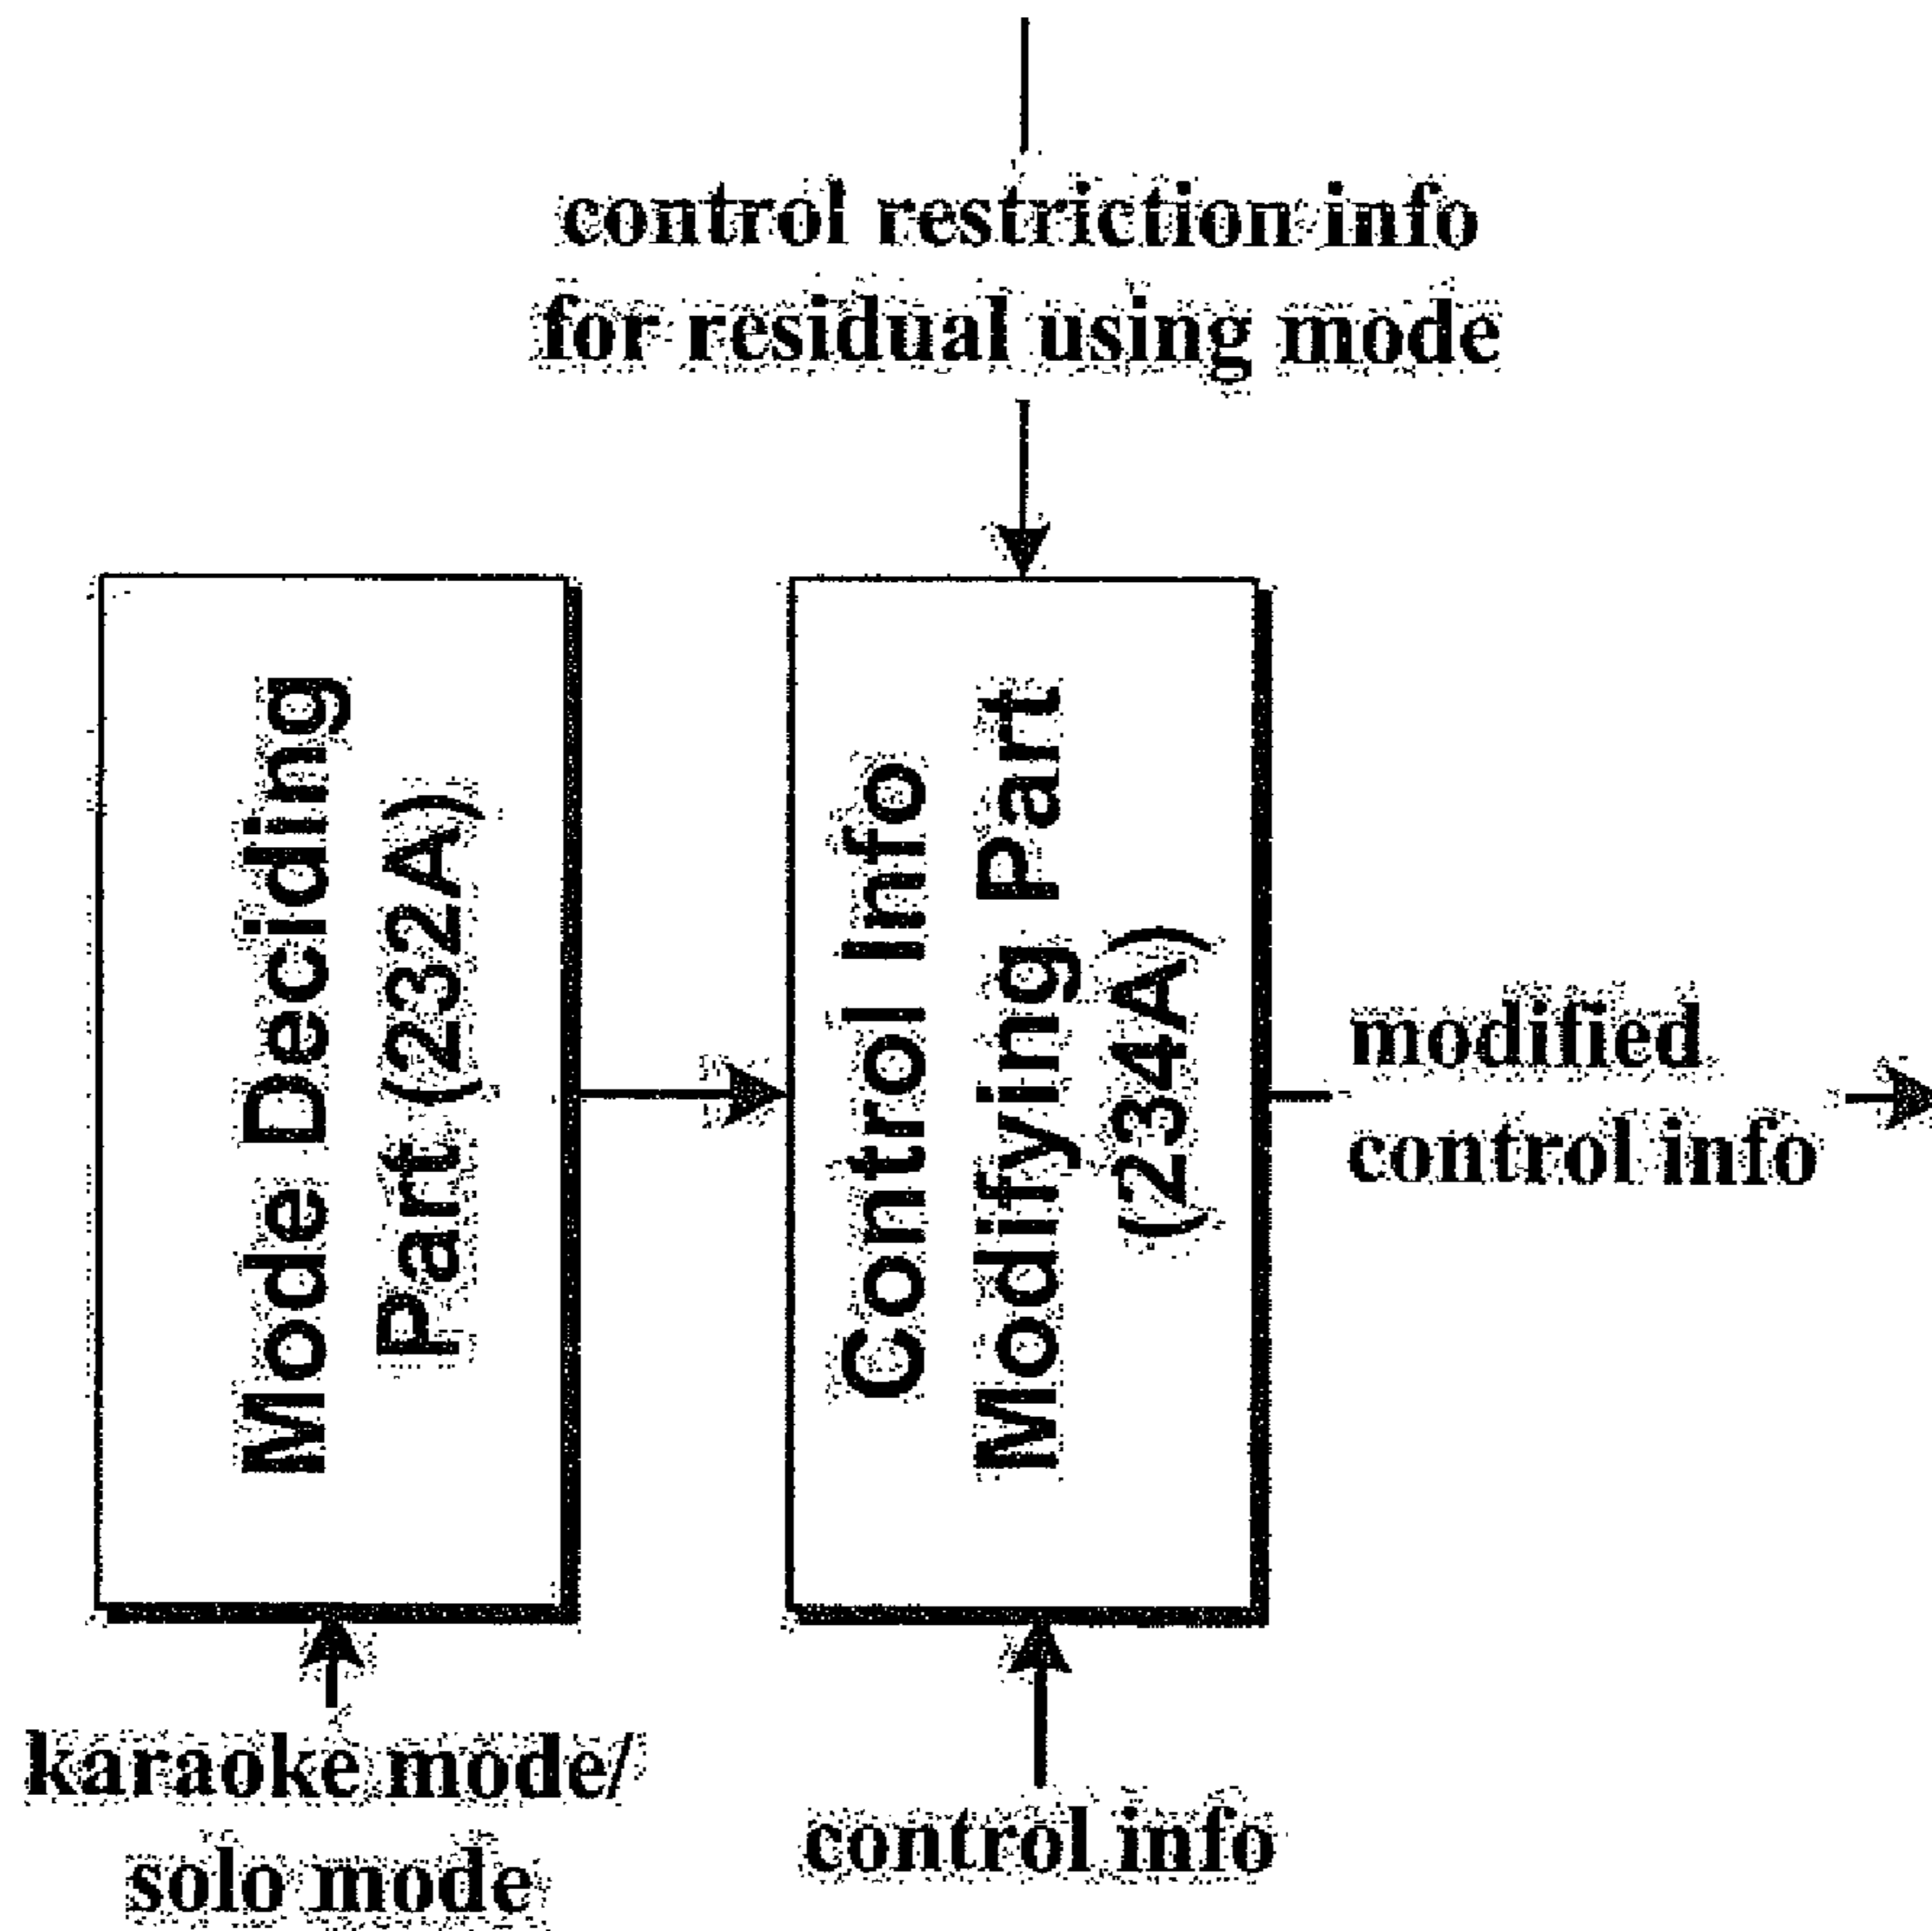 control restriction info
for residual using mode
Mode Deciding
Part (232A)
Control Info
Modifying Part
(234A)
modified
control info
karaoke mode/
solo mode
control info